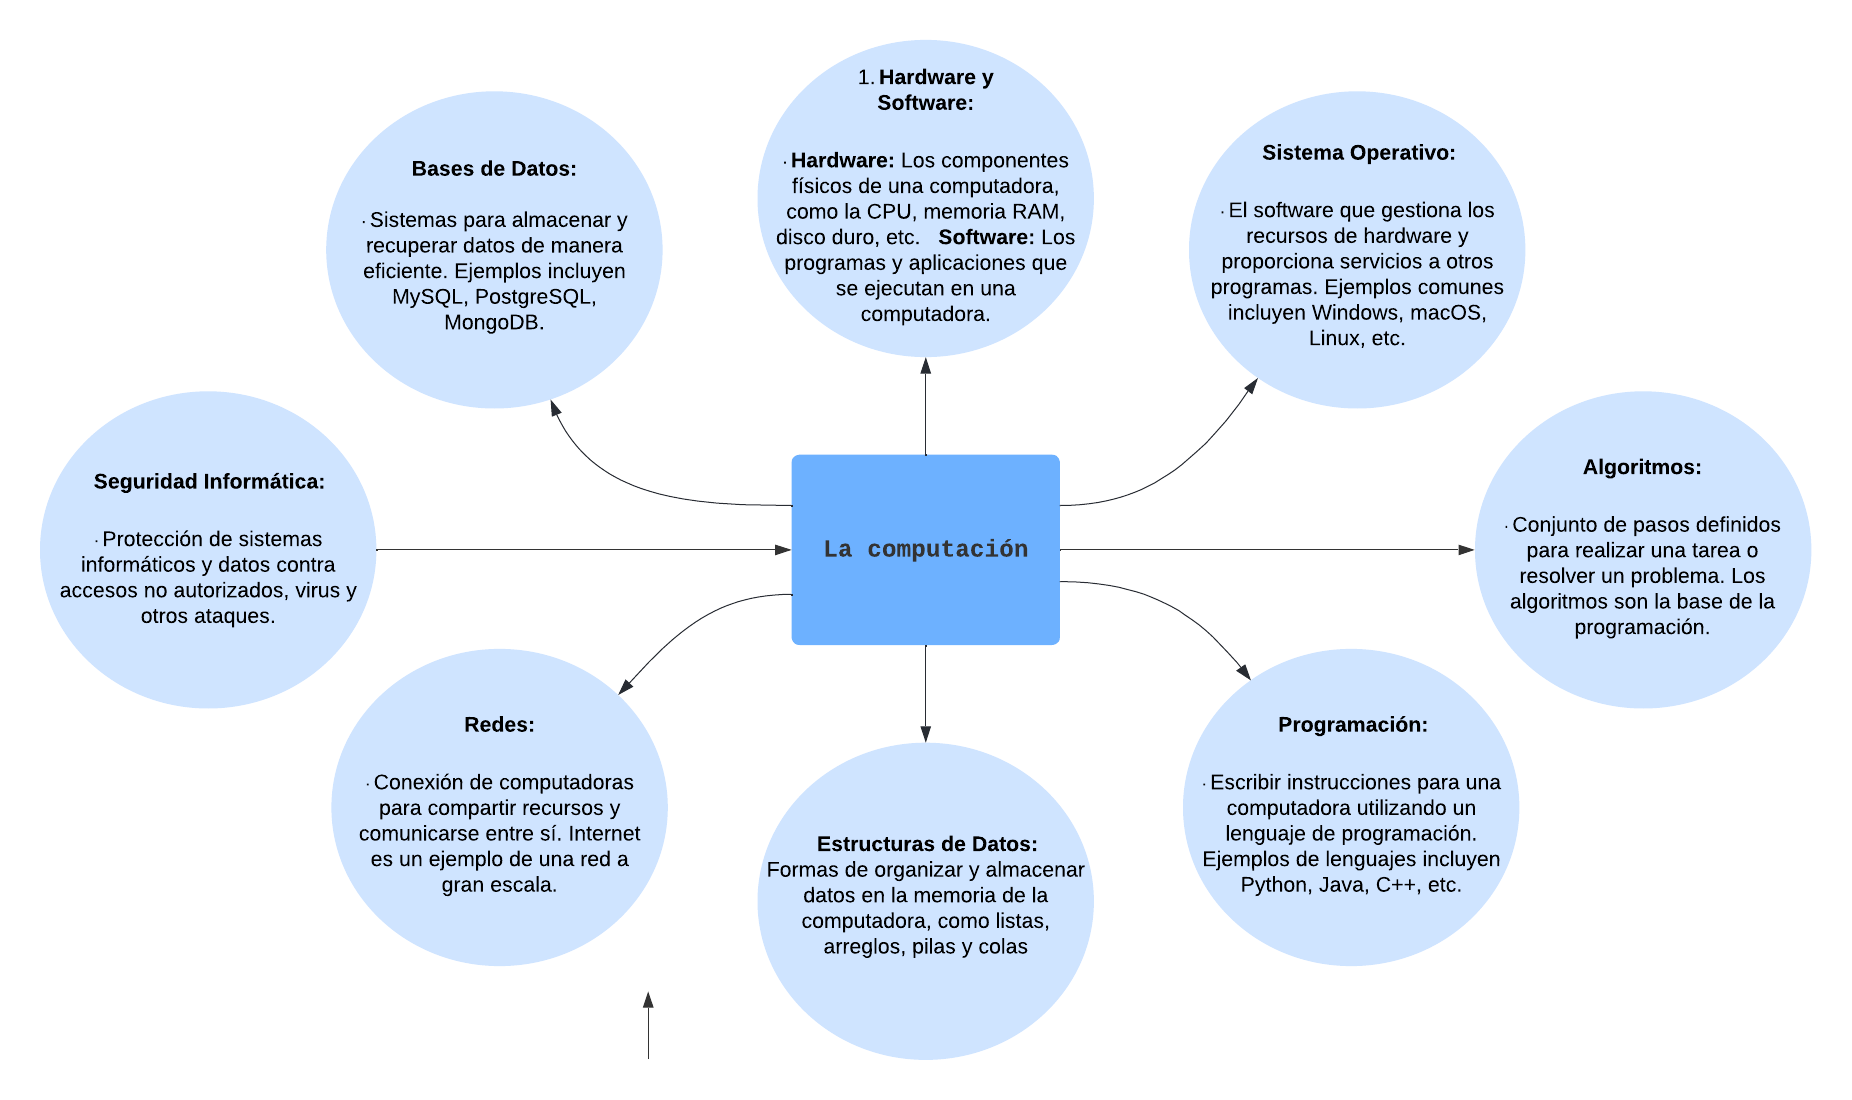 1. Hardware y
Software:
· Hardware: Los componentes
físicos de una computadora,
como la CPU, memoria RAM,
disco duro, etc. Software: Los
programas y aplicaciones que
se ejecutan en una
computadora.
Bases de Datos:
· Sistemas para almacenar y
recuperar datos de manera
eficiente. Ejemplos incluyen
MySQL, PostgreSQL,
MongoDB.
Sistema Operativo:
· El software que gestiona los
recursos de hardware y
proporciona servicios a otros
programas. Ejemplos comunes
incluyen Windows, macOS,
Linux, etc.
Seguridad Informática:
· Protección de sistemas
informáticos y datos contra
accesos no autorizados, virus y
otros ataques.
La computación
Algoritmos:
· Conjunto de pasos definidos
para realizar una tarea o
resolver un problema. Los
algoritmos son la base de la
programación.
Redes:
· Conexión de computadoras
para compartir recursos y
comunicarse entre sí. Internet
es un ejemplo de una red a
gran escala.
Estructuras de Datos:
Formas de organizar y almacenar
datos en la memoria de la
computadora, como listas,
arreglos, pilas y colas
Programación:
· Escribir instrucciones para una
computadora utilizando un
lenguaje de programación.
Ejemplos de lenguajes incluyen
Python, Java, C++, etc.